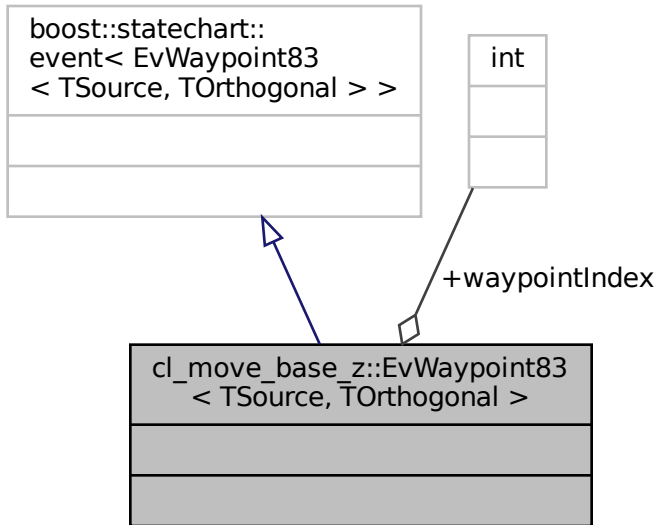 boost::statechart::
event< EvWaypoint83
< TSource, TOrthogonal > >
int
+waypointIndex
cl_move_base_z::EvWaypoint83
< TSource, TOrthogonal >